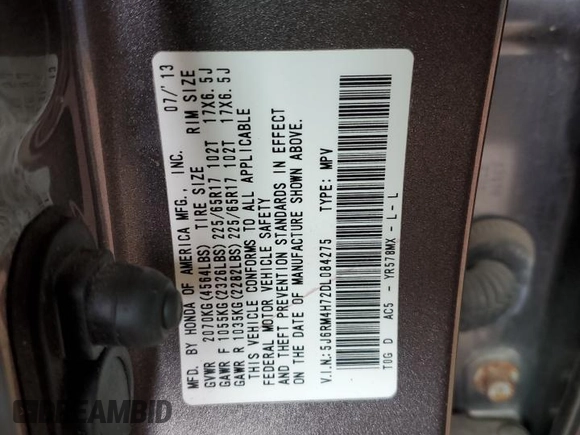 MFD. BY HONDA OF AMERICA MFG., INC. 07/'13
TIRE SIZE RIM SIZE
GVWR 2070KG(4564LBS)
GAWR F 1055KG(2326LBS) 225/65R17 102T 17X6.5J
GAWR R 1035KG(2282LBS) 225/65R17 102T 17X6.5J
THIS VEHICLE CONFORMS TO ALL APPLICABLE
FEDERAL MOTOR VEHICLE SAFETY
AND THEFT PREVENTION STANDARDS IN EFFECT
ON THE DATE OF MANUFACTURE SHOWN ABOVE.
V.I.N.: 5J6RM4H72DL084275 TYPE: MPV
T0G D AC5 - YR578MX - L - L